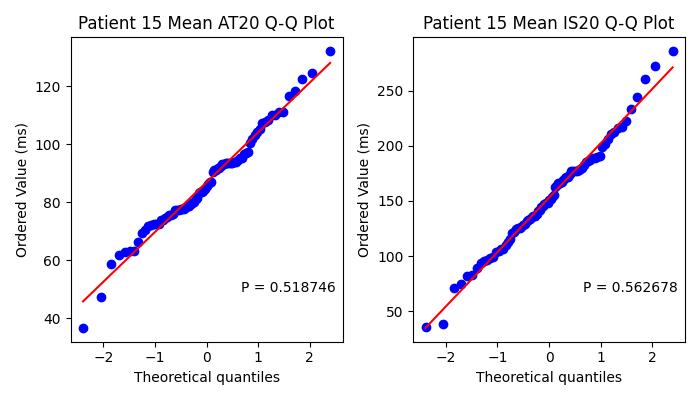 Patient 15 Mean AT20 Q-Q Plot
Ordered Value (ms)
120
100
80
60
40
P = 0.518746
−2
−1
0
1
2
Theoretical quantiles
Patient 15 Mean IS20 Q-Q Plot
Ordered Value (ms)
250
200
150
100
50
P = 0.562678
−2
−1
0
1
2
Theoretical quantiles